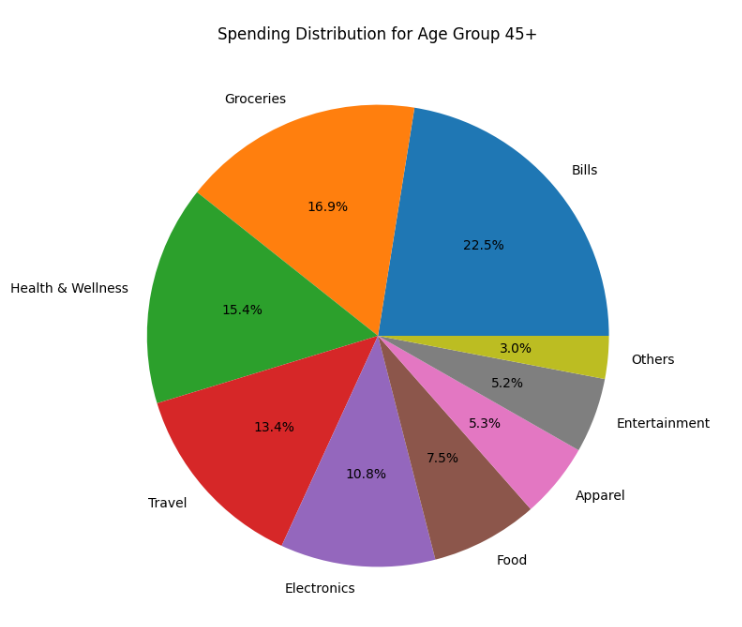 Spending Distribution for Age Group 45+
Groceries
Bills
16.9%
22.5%
Health & Wellness
15.4%
3.0%
Others
5.2%
Entertainment
5.3%
13.4%
7.5%
10.8%
Apparel
Travel
Food
Electronics